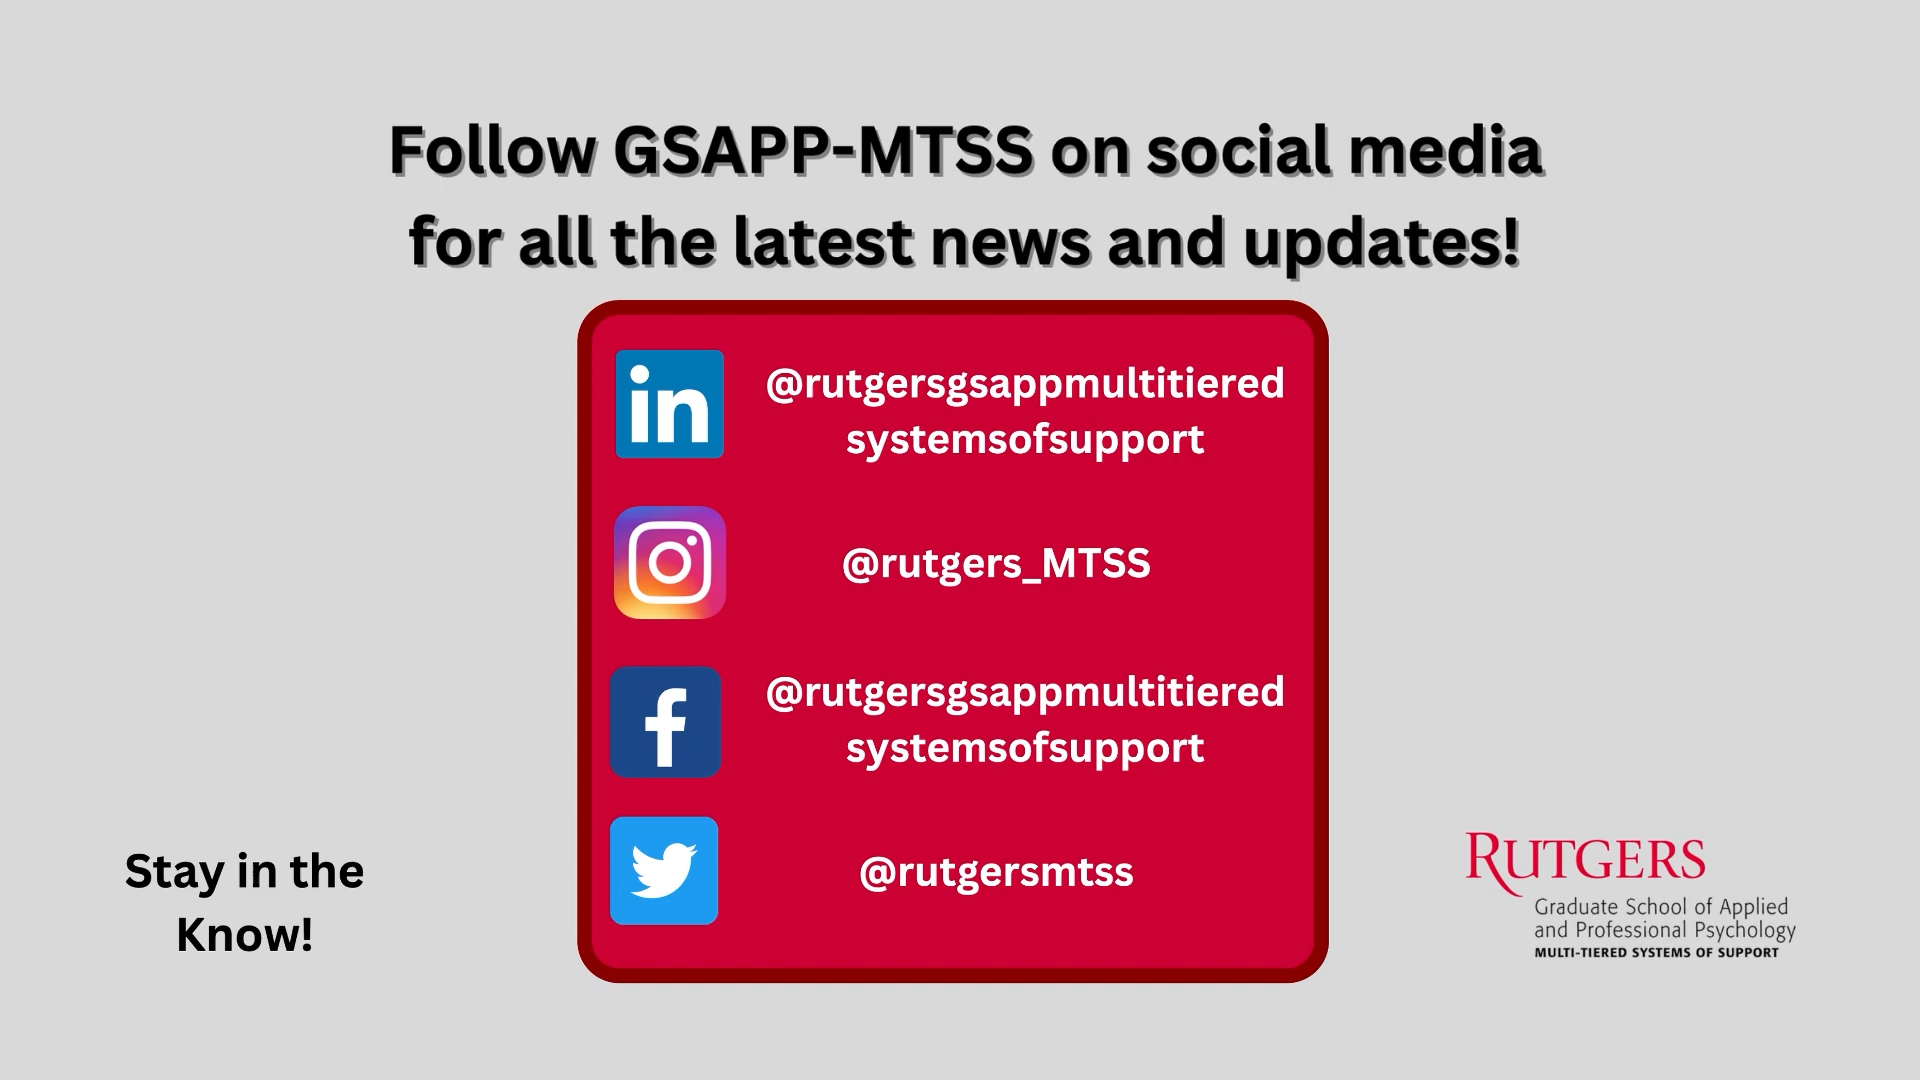 Follow GSAPP-MTSS on social media
for all the latest news and updates!
in
@rutgersgsappmultitiered
systemsofsupport
@rutgers_MTSS
f
@rutgersgsappmultitiered
systemsofsupport
@rutgersmtss
Stay in the
Know!
RUTGERS
Graduate School of Applied
and Professional Psychology
MULTI-TIERED SYSTEMS OF SUPPORT